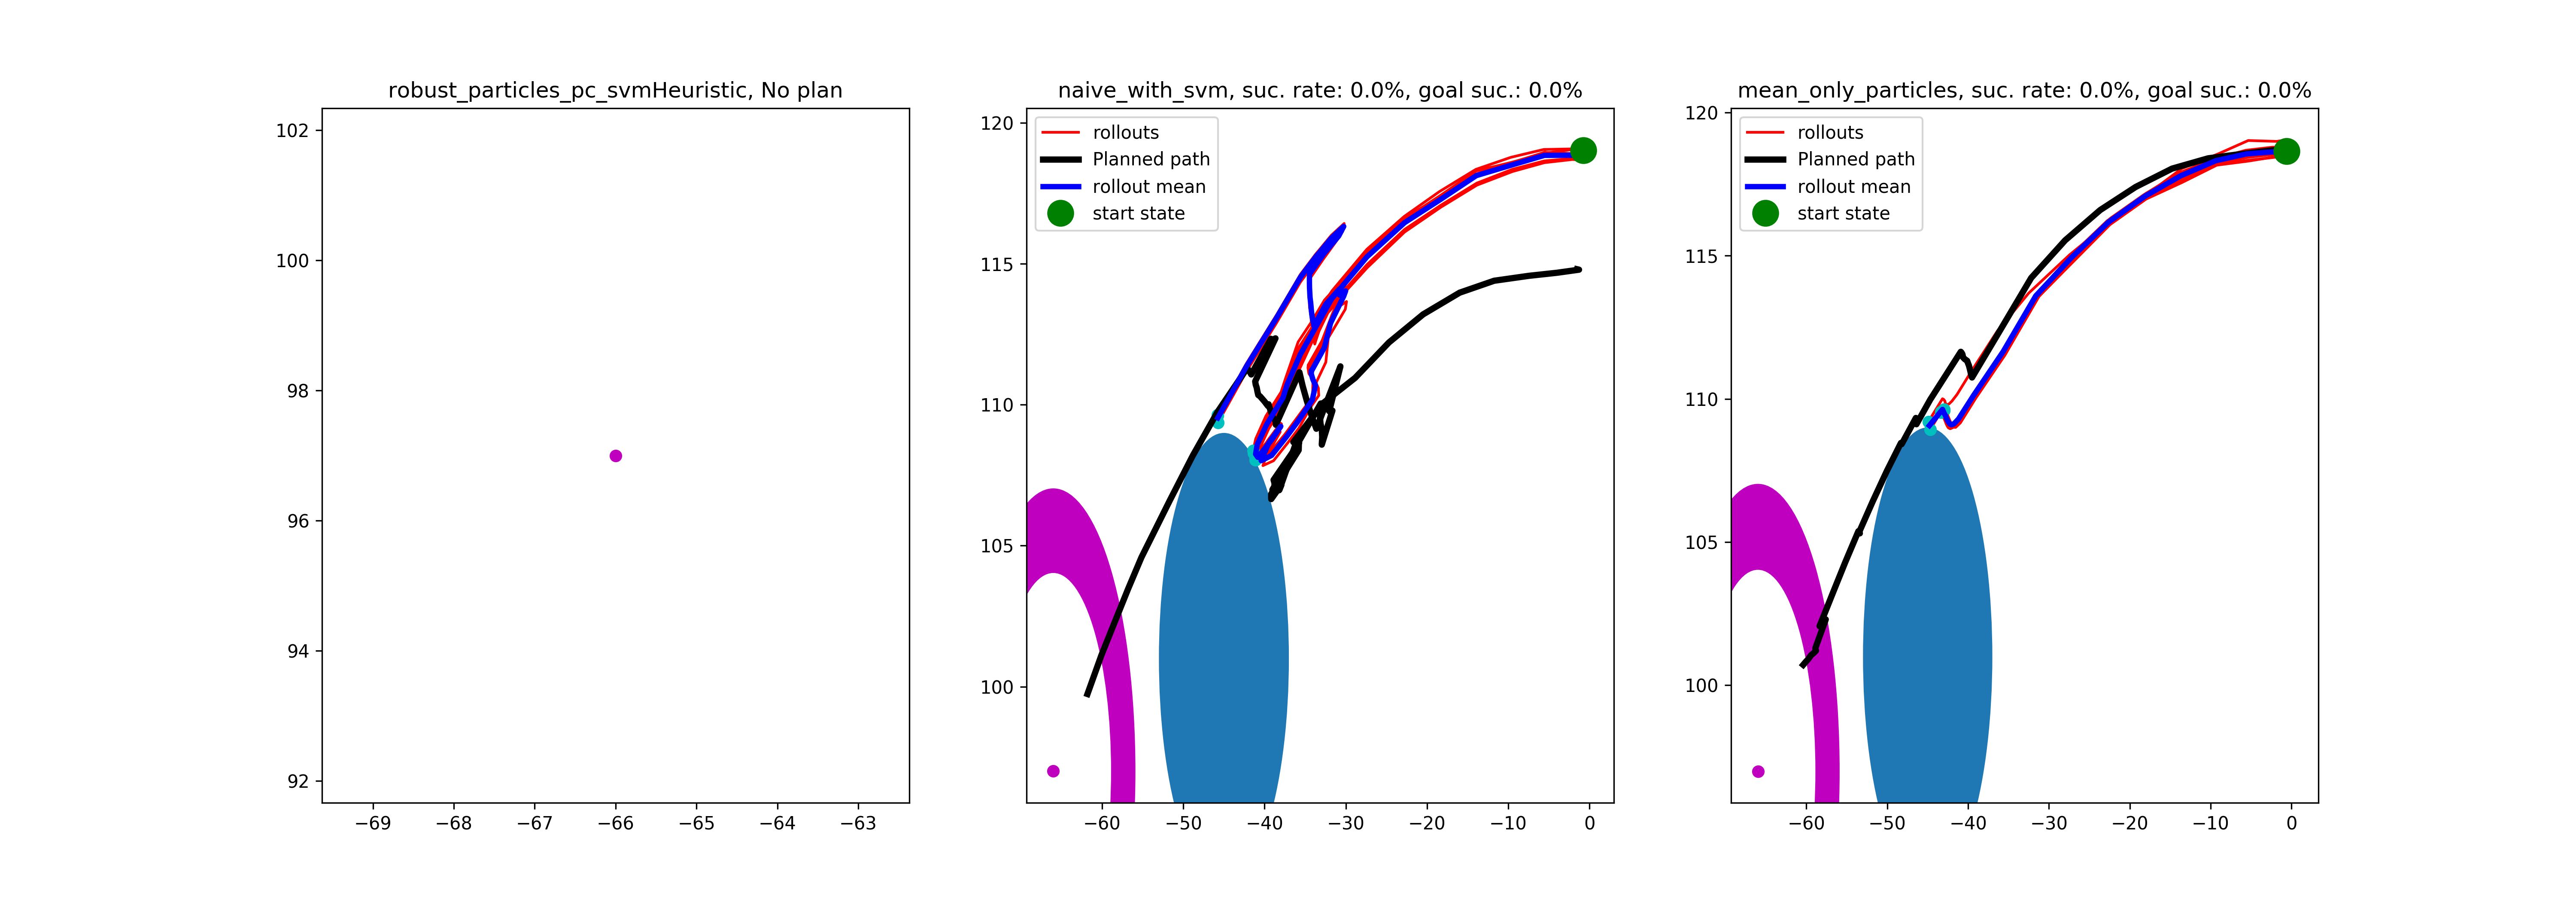 robust_particles_pc_svmHeuristic, No plan
102
100
98
96
94
92
−69 −68 −67 −66 −65 −64 −63
naive_with_svm, suc. rate: 0.0%, goal suc.: 0.0%
rollouts
Planned path
rollout mean
start state
120
115
110
105
100
−60 −50 −40 −30 −20 −10 0
mean_only_particles, suc. rate: 0.0%, goal suc.: 0.0%
rollouts
Planned path
rollout mean
start state
120
115
110
105
100
−60 −50 −40 −30 −20 −10 0